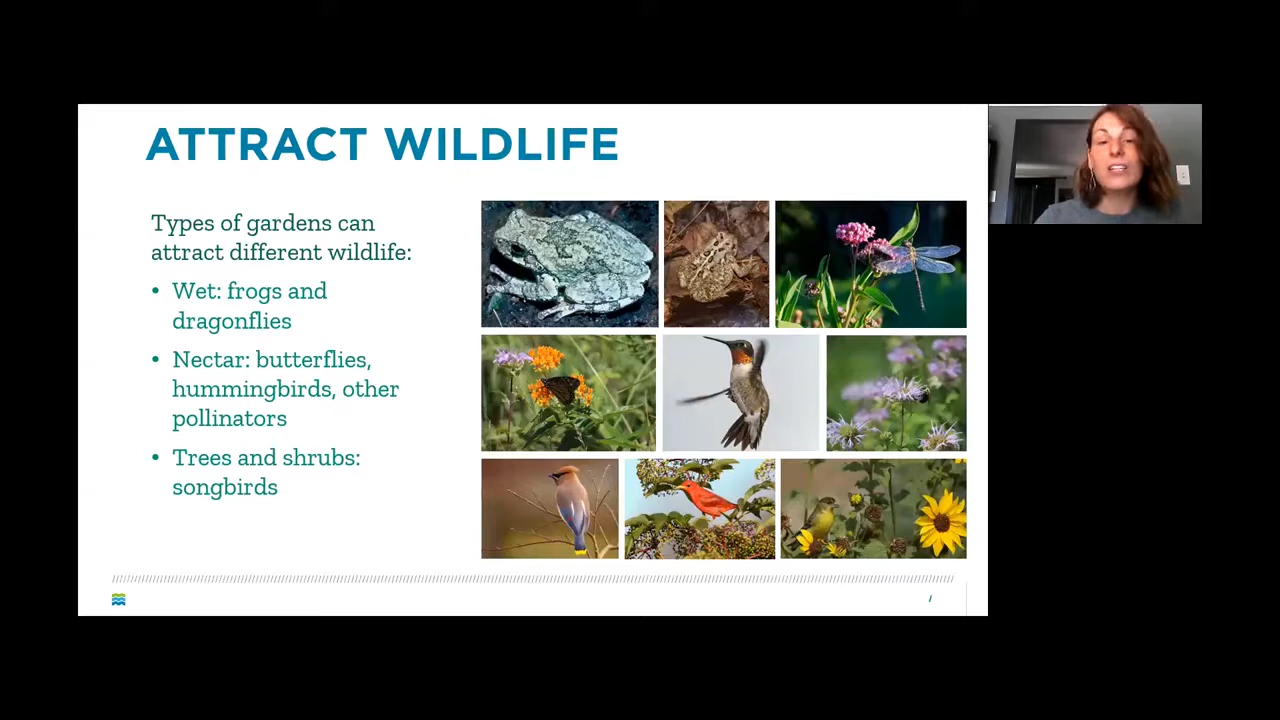 ATTRACT WILDLIFE
Types of gardens can
attract different wildlife:
• Wet: frogs and
dragonflies
• Nectar: butterflies,
hummingbirds, other
pollinators
• Trees and shrubs:
songbirds